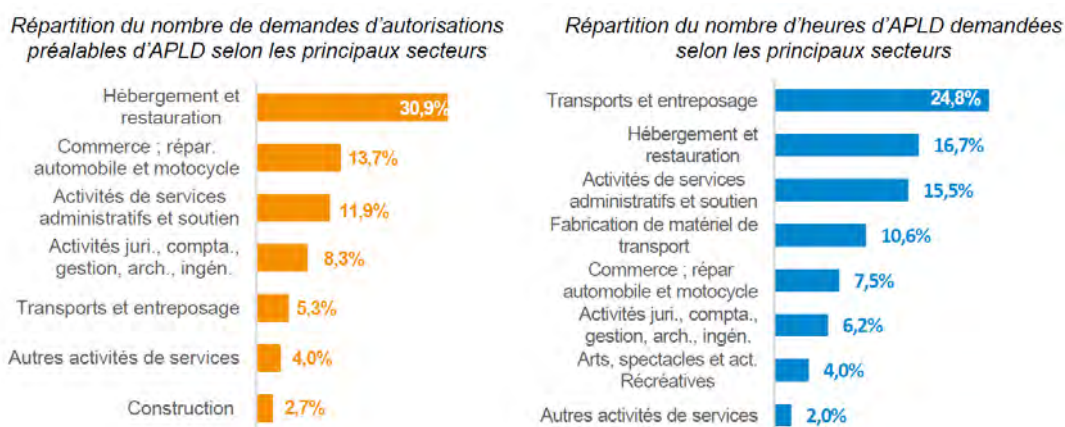 Répartition du nombre de demandes d'autorisations
préalables d'APLD selon les principaux secteurs
Hébergement et
restauration
30,9%
Commerce ; répar.
automobile et motocycle
13,7%
Activités de services
administratifs et soutien
11,9%
Activités juri., compta.,
gestion, arch., ingén.
8,3%
Transports et entreposage
5,3%
Autres activités de services
4,0%
Construction
2,7%
Répartition du nombre d'heures d'APLD demandées
selon les principaux secteurs
Transports et entreposage
24,8%
Hébergement et
restauration
16,7%
Activités de services
administratifs et soutien
15,5%
Fabrication de matériel de
transport
10,6%
Commerce ; répar
automobile et motocycle
7,5%
Activités juri., compta.,
gestion, arch., ingén.
6,2%
Arts, spectacles et act.
Récréatives
4,0%
Autres activités de services
2,0%